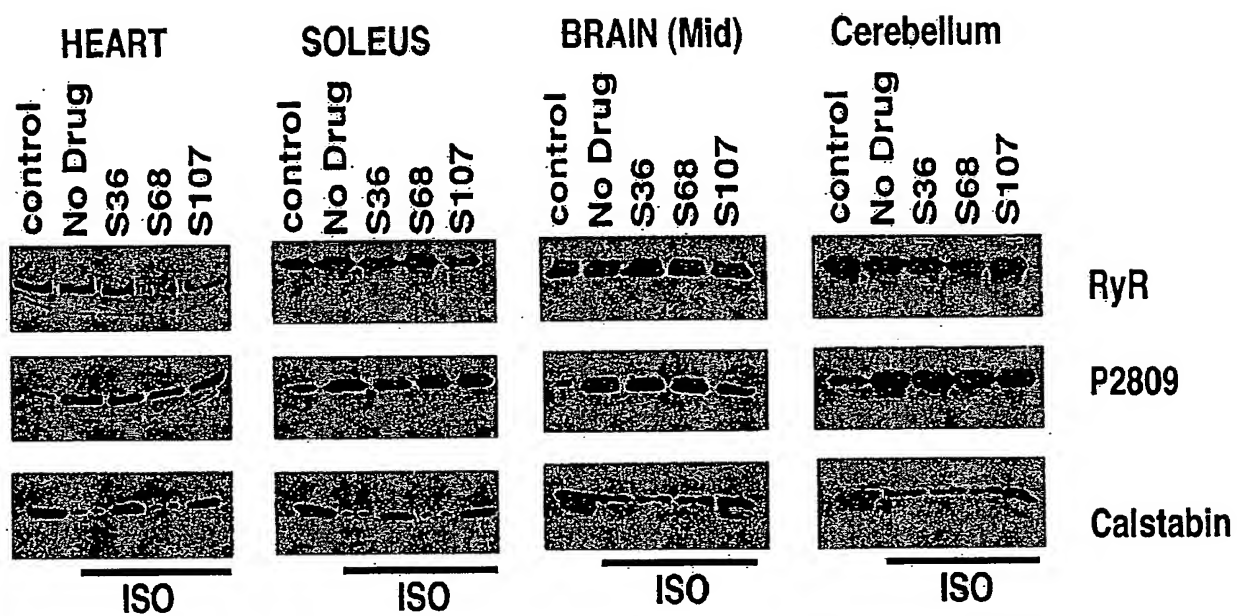 HEART SOLEUS BRAIN (Mid) Cerebellum
control No Drug S36 S68 S107 control No Drug S36 S68 S107 control No Drug S36 S68 S107 control No Drug S36 S68 S107
RyR
P2809
Calstabin
ISO ISO ISO ISO